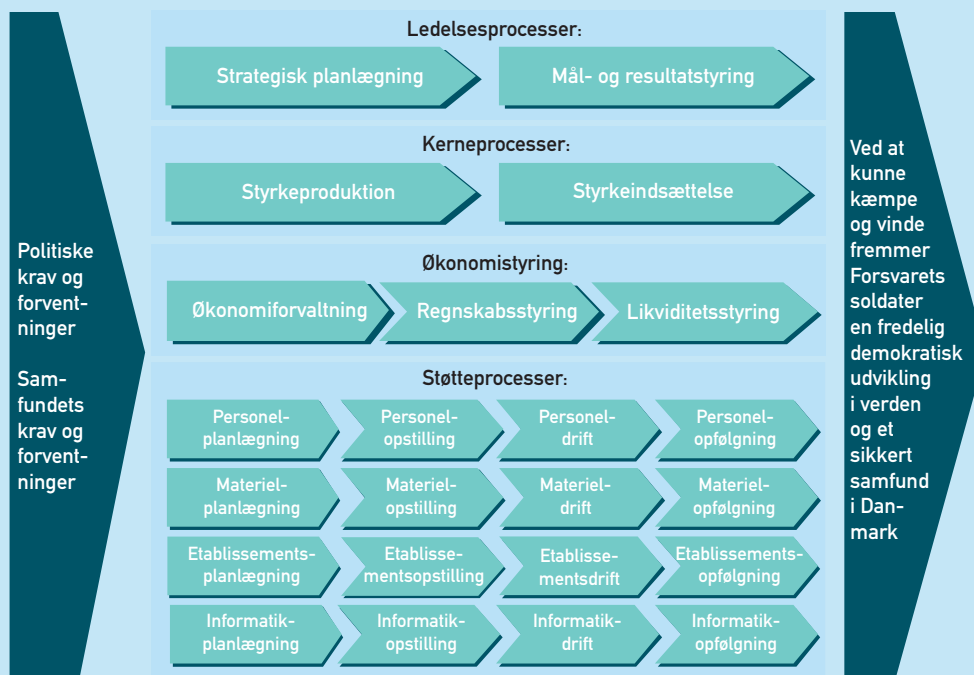 Politiske
krav og
forvent-
ninger
Sam-
fundets
krav og
forvent-
ninger
Ledelsesprocesser:
Strategisk planlægning
Mål- og resultatstyring
Kerneprocesser:
Styrkeproduktion
Styrkeindsættelse
Økonomistyring:
Økonomiforvaltning
Regnskabsstyring
Likviditetsstyring
Støtteprocesser:
Personel-
planlægning
Personel-
opstilling
Personel-
drift
Personel-
opfølgning
Materiel-
planlægning
Materiel-
opstilling
Materiel-
drift
Materiel-
opfølgning
Etablissements-
planlægning
Etablisse-
mentsopstilling
Etablisse-
mentsdrift
Etablissements-
opfølgning
Informatik-
planlægning
Informatik-
opstilling
Informatik-
drift
Informatik-
opfølgning
Ved at
kunne
kæmpe
og vinde
fremmer
Forsvarets
soldater
en fredelig
demokratisk
udvikling
i verden
og et
sikkert
samfund
i Dan-
mark